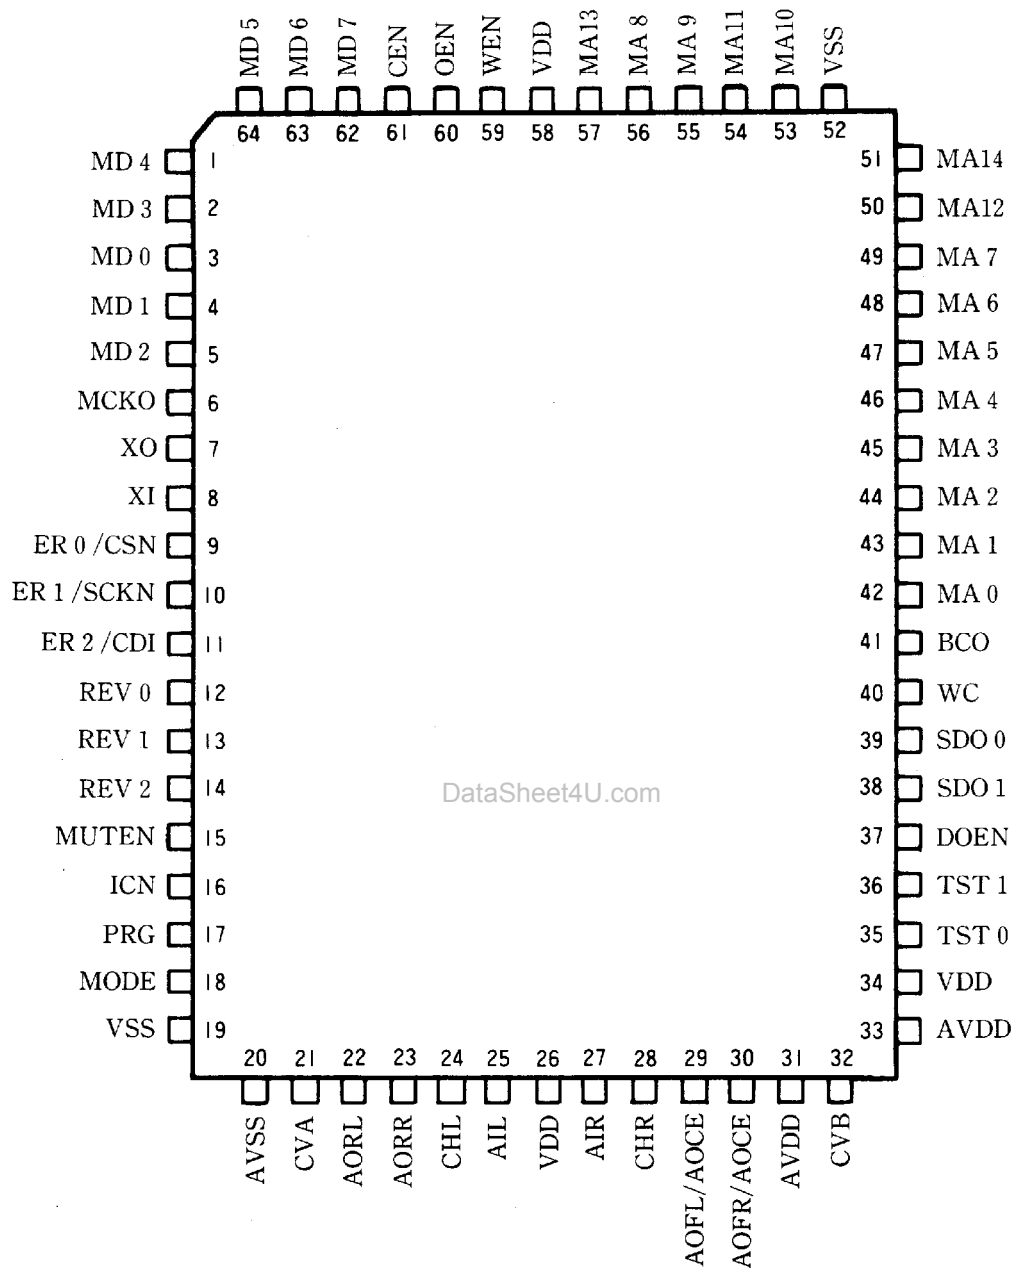 MD 5 MD 6 MD 7 CEN OEN WEN VDD MA13 MA 8 MA 9 MA11 MA10 VSS
64 63 62 61 60 59 58 57 56 55 54 53 52
MD 4 1 51 MA14
MD 3 2 50 MA12
MD 0 3 49 MA 7
MD 1 4 48 MA 6
MD 2 5 47 MA 5
MCKO 6 46 MA 4
XO 7 45 MA 3
XI 8 44 MA 2
ER 0 /CSN 9 43 MA 1
ER 1 /SCKN 10 42 MA 0
ER 2 /CDI 11 41 BCO
REV 0 12 40 WC
REV 1 13 39 SDO 0
REV 2 14 38 SDO 1
DataSheet4U.com
MUTEN 15 37 DOEN
ICN 16 36 TST 1
PRG 17 35 TST 0
MODE 18 34 VDD
VSS 19 33 AVDD
20 21 22 23 24 25 26 27 28 29 30 31 32
AVSS CVA AORL AORR CHL AIL VDD AIR CHR AOFL/AOCE AOFR/AOCE AVDD CVB